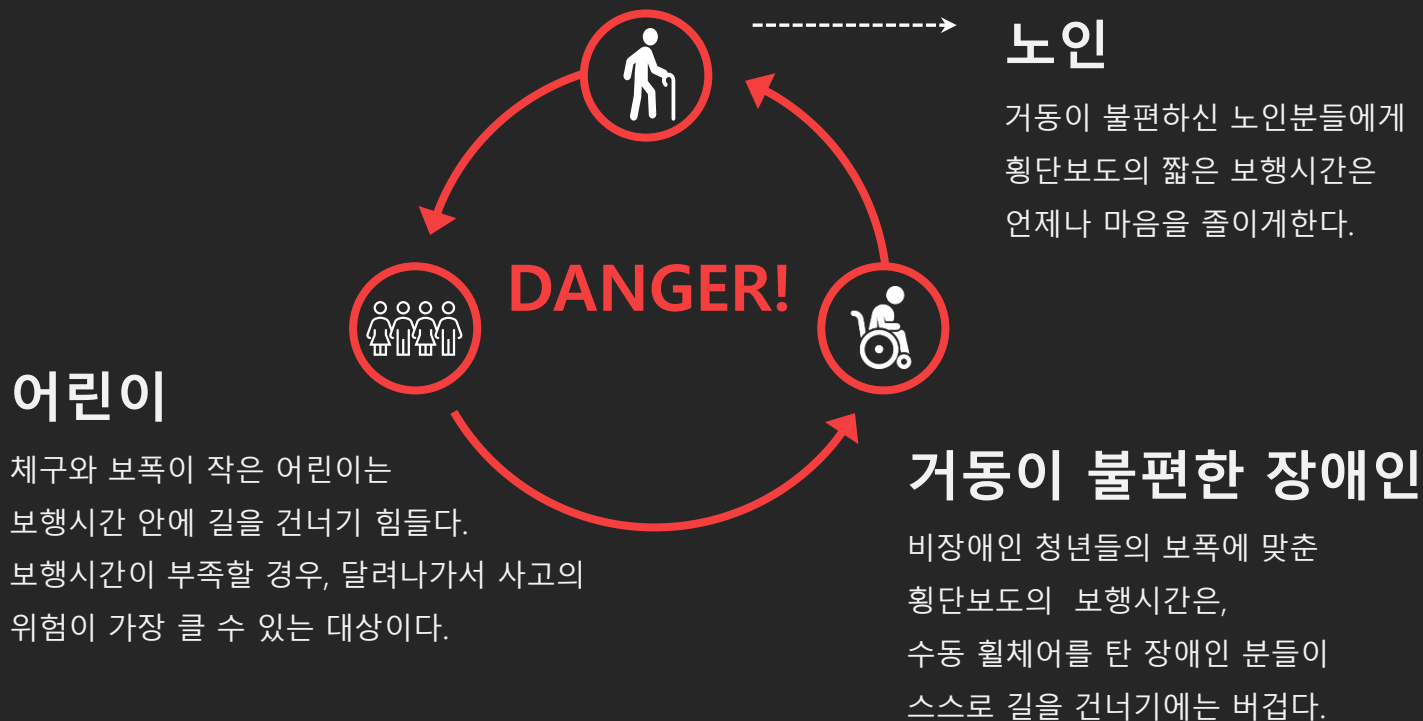 노인
거동이 불편하신 노인분들에게
횡단보도의 짧은 보행시간은
언제나 마음을 졸이게한다.
DANGER!
어린이
체구와 보폭이 작은 어린이는
보행시간 안에 길을 건너기 힘들다.
보행시간이 부족할 경우, 달려나가서 사고의
위험이 가장 클 수 있는 대상이다.
거동이 불편한 장애인
비장애인 청년들의 보폭에 맞춘
횡단보도의 보행시간은,
수동 휠체어를 탄 장애인 분들이
스스로 길을 건너기에는 버겁다.